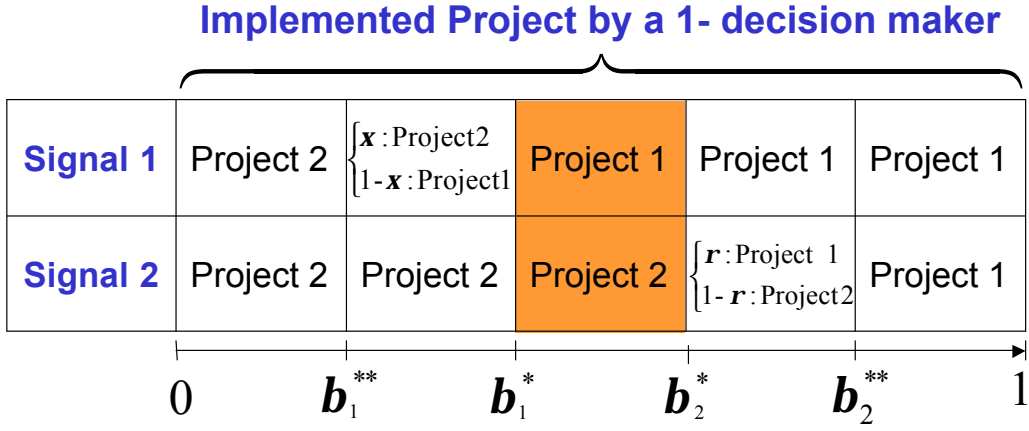 Implemented Project by a 1- decision maker
Signal 1 Project 2 {x : Project2 Project 1 Project 1 Project 1
1- x : Project1
Signal 2 Project 2 Project 2 Project 2 {r : Project 1 Project 1
1- r : Project2
0 b₁** b₁* b₂* b₂** 1